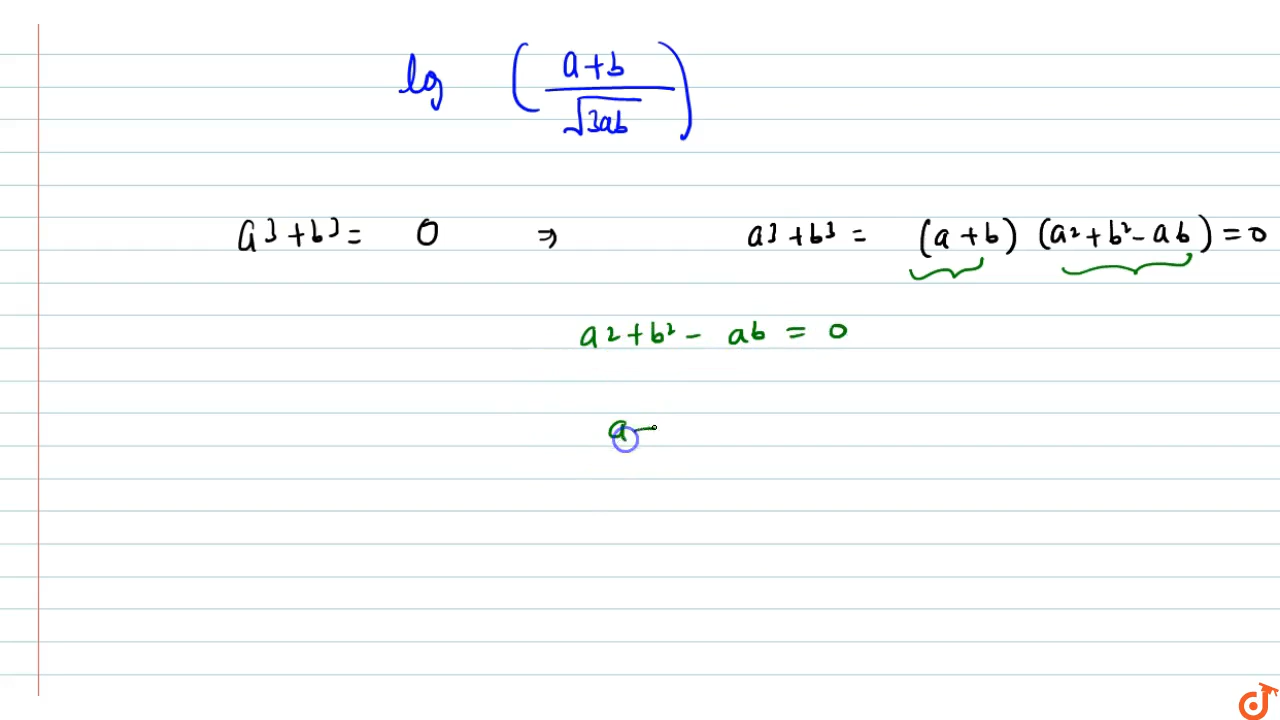 log (a+b / √3ab)
a³+b³= 0 ⇒ a³+b³ = (a+b) (a²+b²-ab)=0
a²+b²- ab = 0
a-